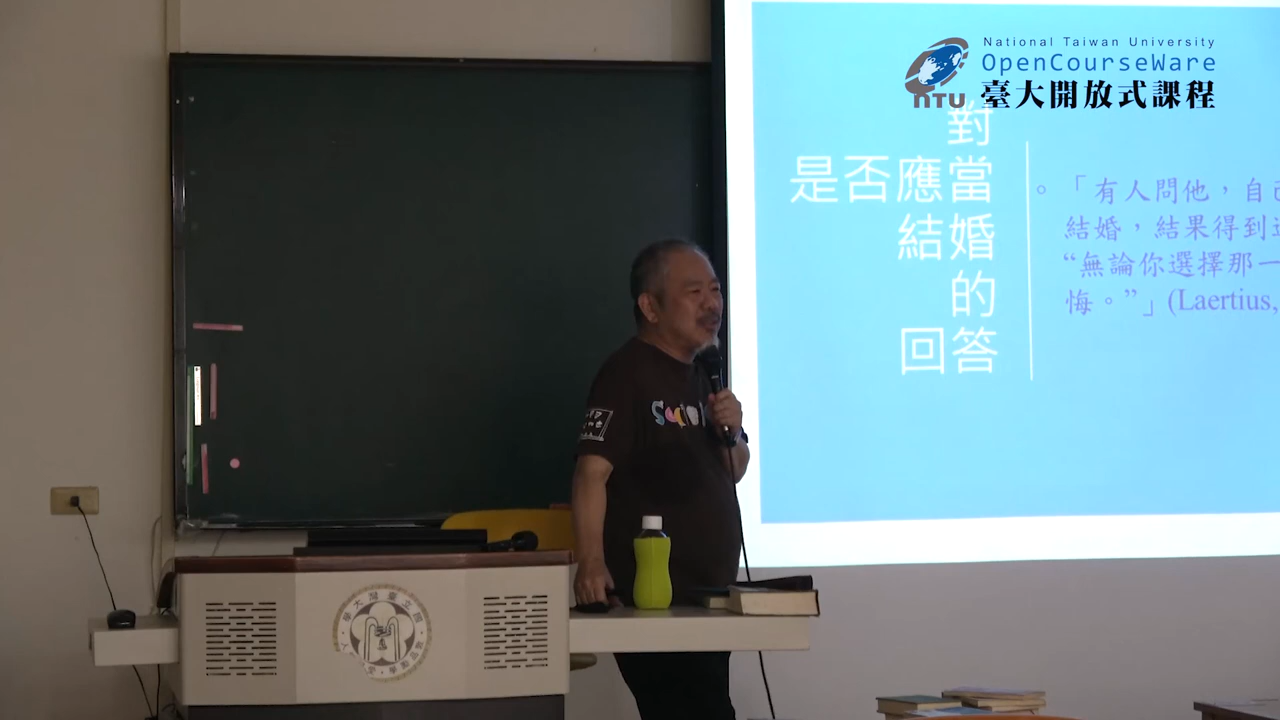 National Taiwan University
OpenCourseWare
臺大開放式課程
NTU
對
是否應當
結婚
的
回答
。「有人問他，自己
結婚，結果得到
“無論你選擇那一
悔。”」(Laertius,